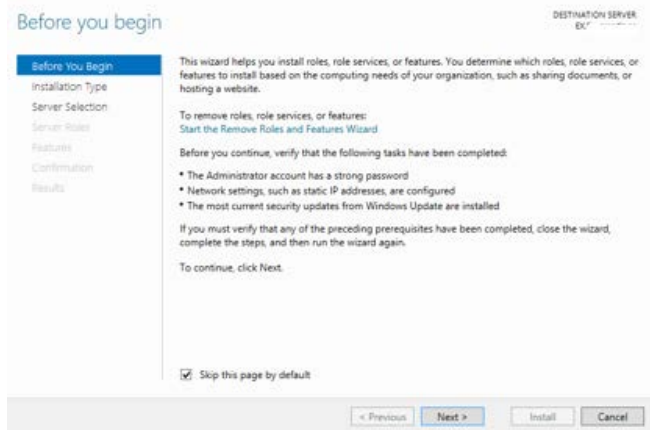 Before you begin
DESTINATION SERVER
Before You Begin
Installation Type
Server Selection
Server Roles
Features
Confirmation
Results
This wizard helps you install roles, role services, or features. You determine which roles, role services, or
features to install based on the computing needs of your organization, such as sharing documents, or
hosting a website.
To remove roles, role services, or features:
Start the Remove Roles and Features Wizard
Before you continue, verify that the following tasks have been completed:
• The Administrator account has a strong password
• Network settings, such as static IP addresses, are configured
• The most current security updates from Windows Update are installed
If you must verify that any of the preceding prerequisites have been completed, close the wizard,
complete the steps, and then run the wizard again.
To continue, click Next.
Skip this page by default
< Previous
Next >
Install
Cancel